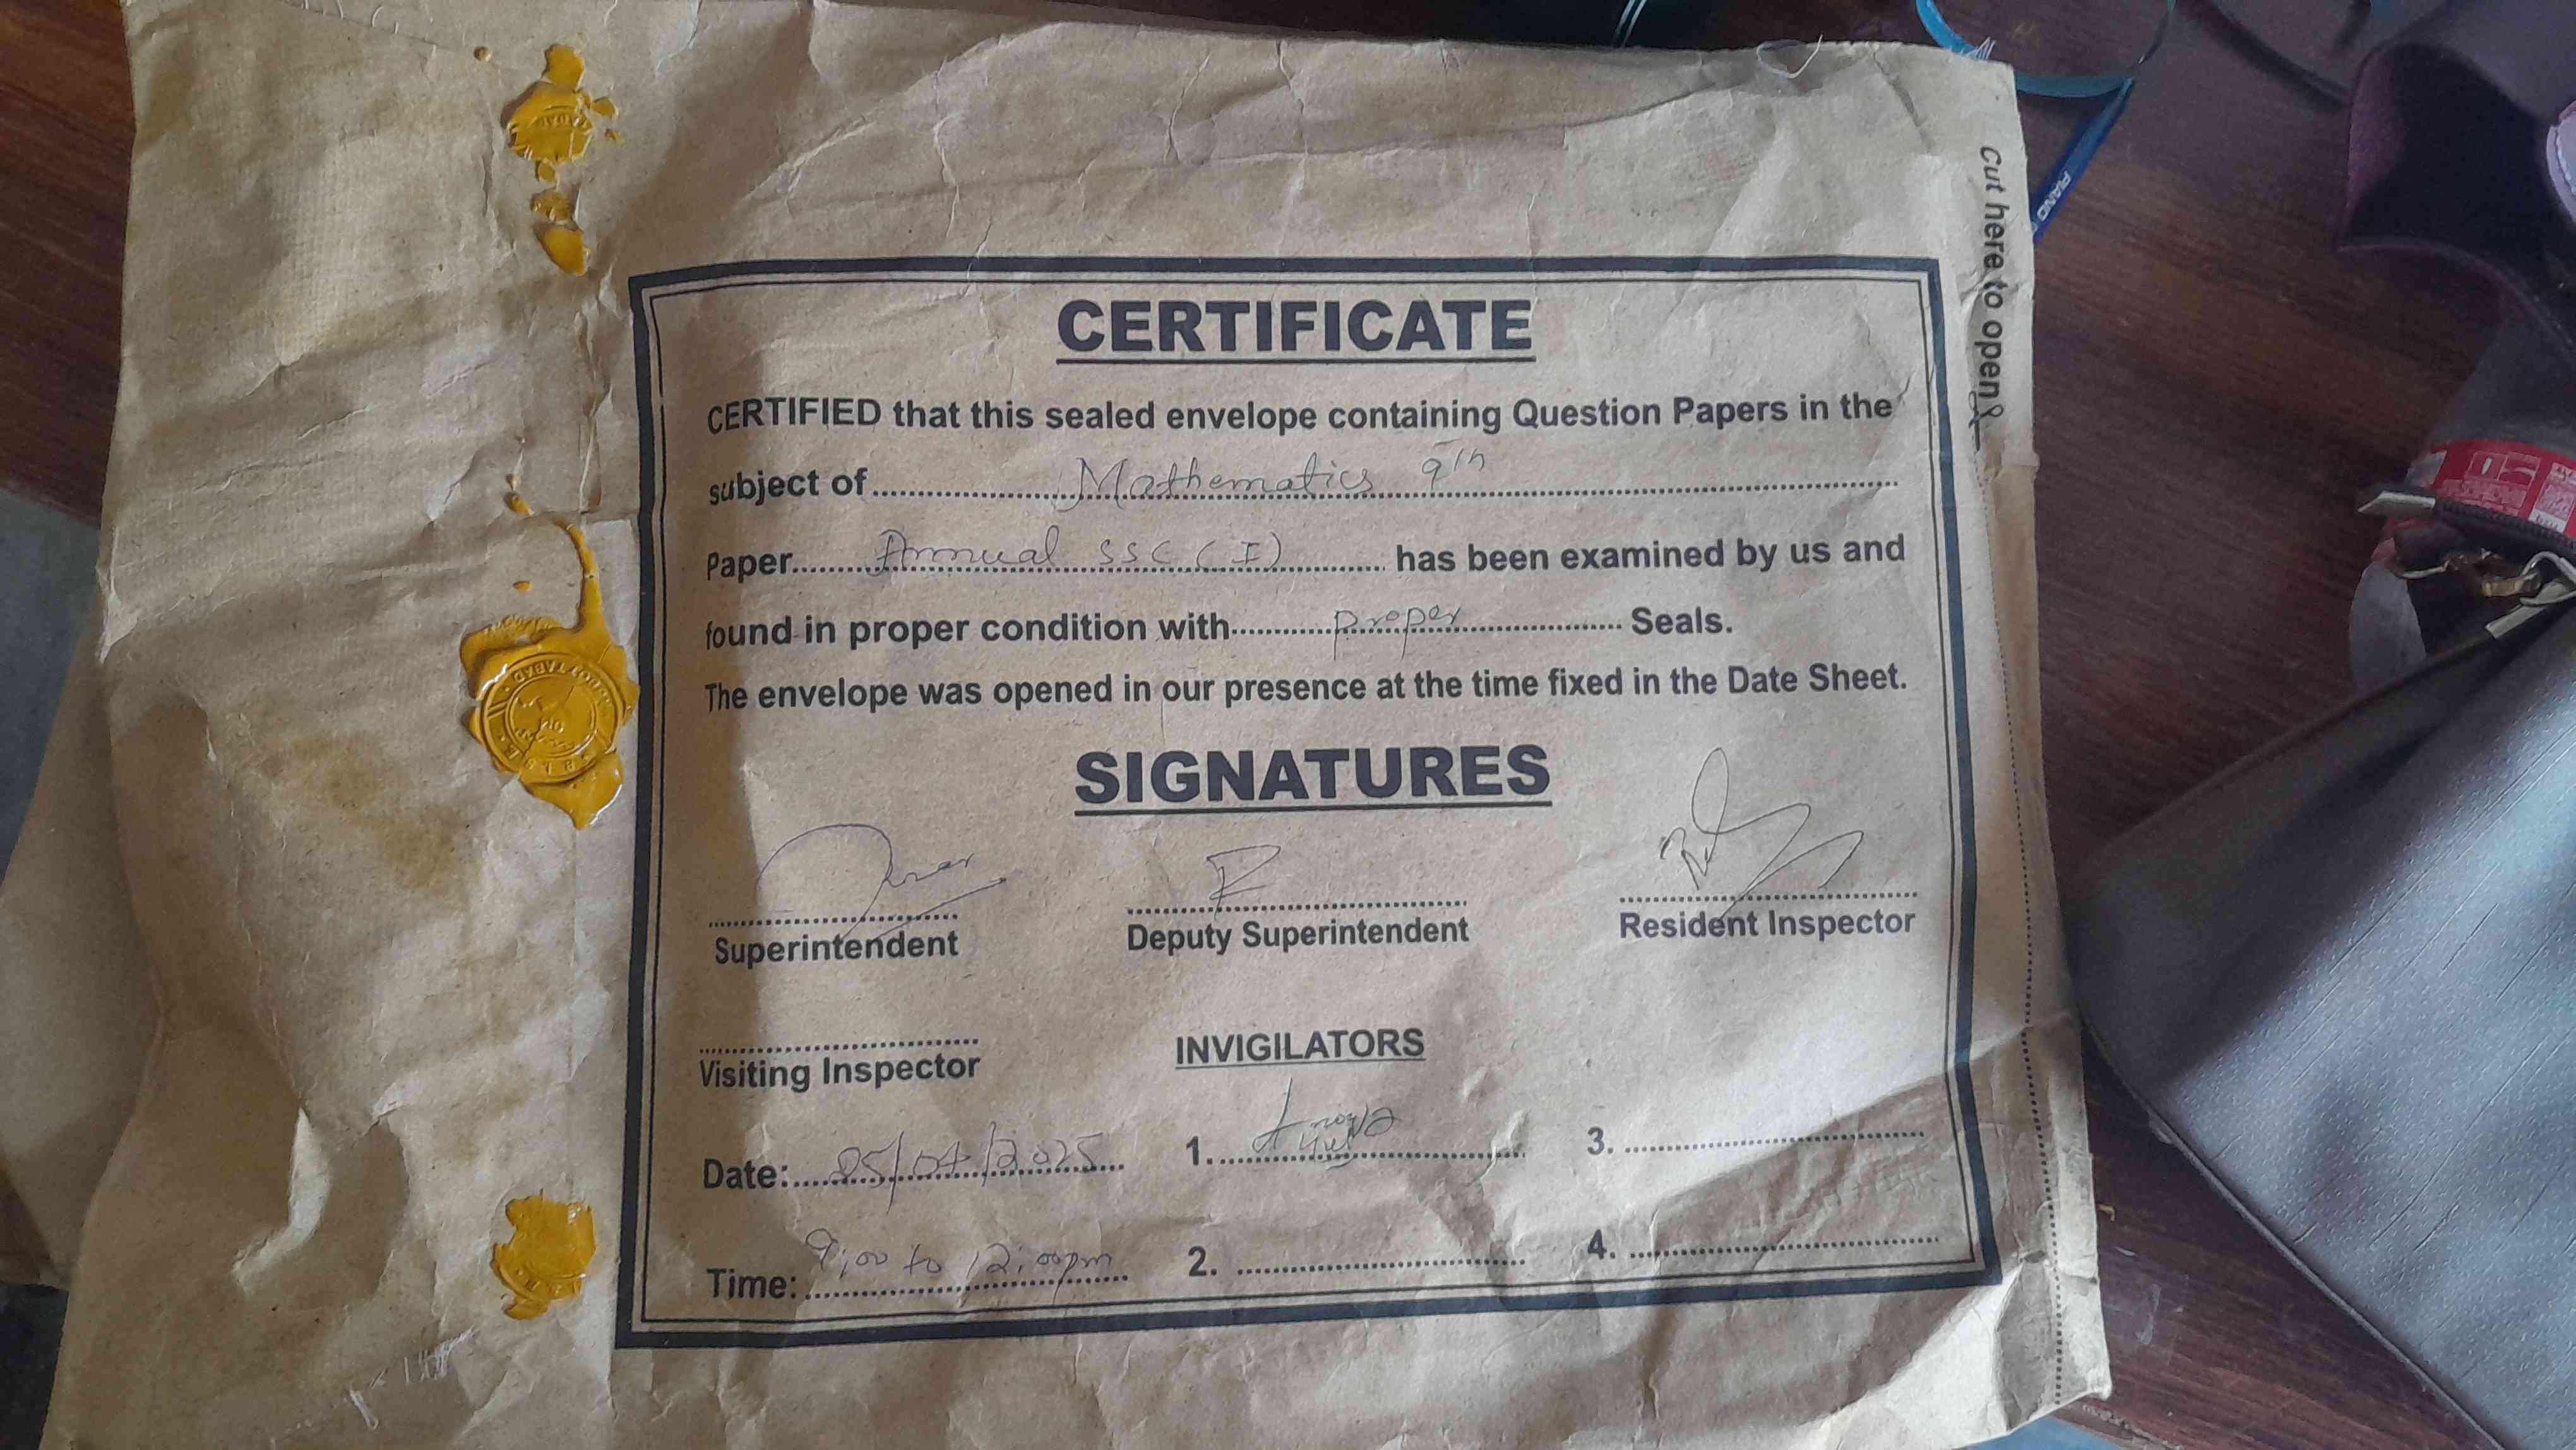 Cut here to open
CERTIFICATE
CERTIFIED that this sealed envelope containing Question Papers in the
subject of Mathematics 9th
Paper Annual SSC (I) has been examined by us and
found in proper condition with proper Seals.
The envelope was opened in our presence at the time fixed in the Date Sheet.
SIGNATURES
Superintendent Deputy Superintendent Resident Inspector
Visiting Inspector
INVIGILATORS
Date: 05/04/2025 1. 3.
Time: 9:00 to 12:00pm 2. 4.